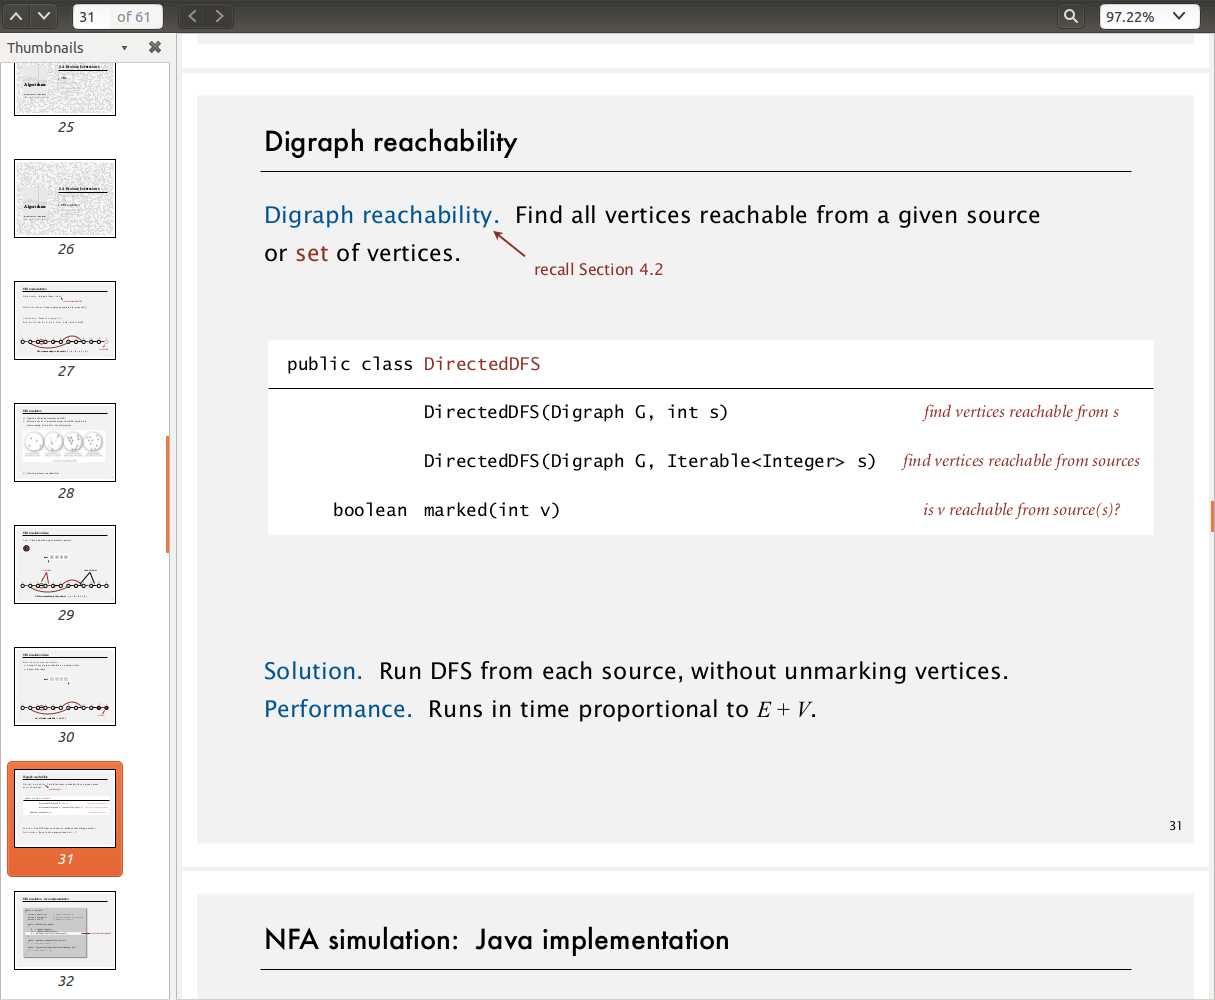 31 of 61
97.22%
Thumbnails
25
26
27
28
29
30
31
32
Digraph reachability
Digraph reachability. Find all vertices reachable from a given source
or set of vertices.
recall Section 4.2
public class DirectedDFS
DirectedDFS(Digraph G, int s) find vertices reachable from s
DirectedDFS(Digraph G, Iterable<Integer> s) find vertices reachable from sources
boolean marked(int v) is v reachable from source(s)?
Solution. Run DFS from each source, without unmarking vertices.
Performance. Runs in time proportional to E + V.
31
NFA simulation: Java implementation